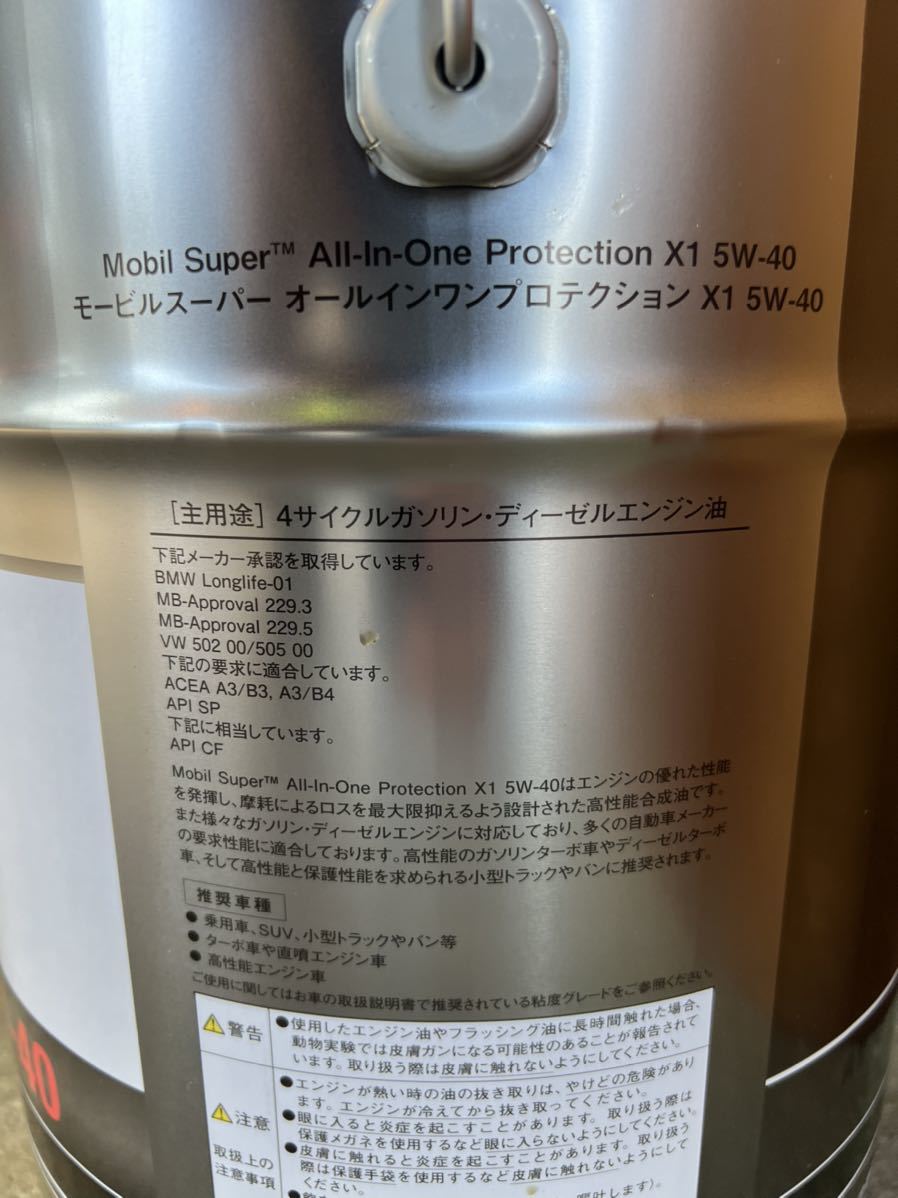 Mobil Super™ All-In-One Protection X1 5W-40
モービルスーパー オールインワンプロテクション X1 5W-40
［主用途］4サイクルガソリン・ディーゼルエンジン油
下記メーカー承認を取得しています。
BMW Longlife-01
MB-Approval 229.3
MB-Approval 229.5
VW 502 00/505 00
下記の要求に適合しています。
ACEA A3/B3, A3/B4
API SP
下記に相当しています。
API CF
Mobil Super™ All-In-One Protection X1 5W-40はエンジンの優れた性能
を発揮し、摩耗によるロスを最大限抑えるよう設計された高性能合成油です。
また様々なガソリン・ディーゼルエンジンに対応しており、多くの自動車メーカー
の要求性能に適合しております。高性能のガソリンターボ車やディーゼルターボ
車、そして高性能と保護性能を求められる小型トラックやバンに推奨されます。
推奨車種
●乗用車、SUV、小型トラックやバン等
●ターボ車や直噴エンジン車
●高性能エンジン車
ご使用に関してはお車の取扱説明書で推奨されている粘度グレードをご参照ください。
警告
●使用したエンジン油やフラッシング油に長時間触れた場合、
動物実験では皮膚ガンになる可能性のあることが報告されて
います。取り扱う際は皮膚に触れないようにしてください。
注意
取扱上の
注意事項
●エンジンが熱い時の油の抜き取りは、やけどの危険があり
ます。エンジンが冷えてから抜き取ってください。
●眼に入ると炎症を起こすことがあります。取り扱う際は
保護メガネを使用するなど眼に入らないようにしてください。
●皮膚に触れると炎症を起こすことがあります。取り扱う
際は保護手袋を使用するなど皮膚に触れないようにして
ください。
40